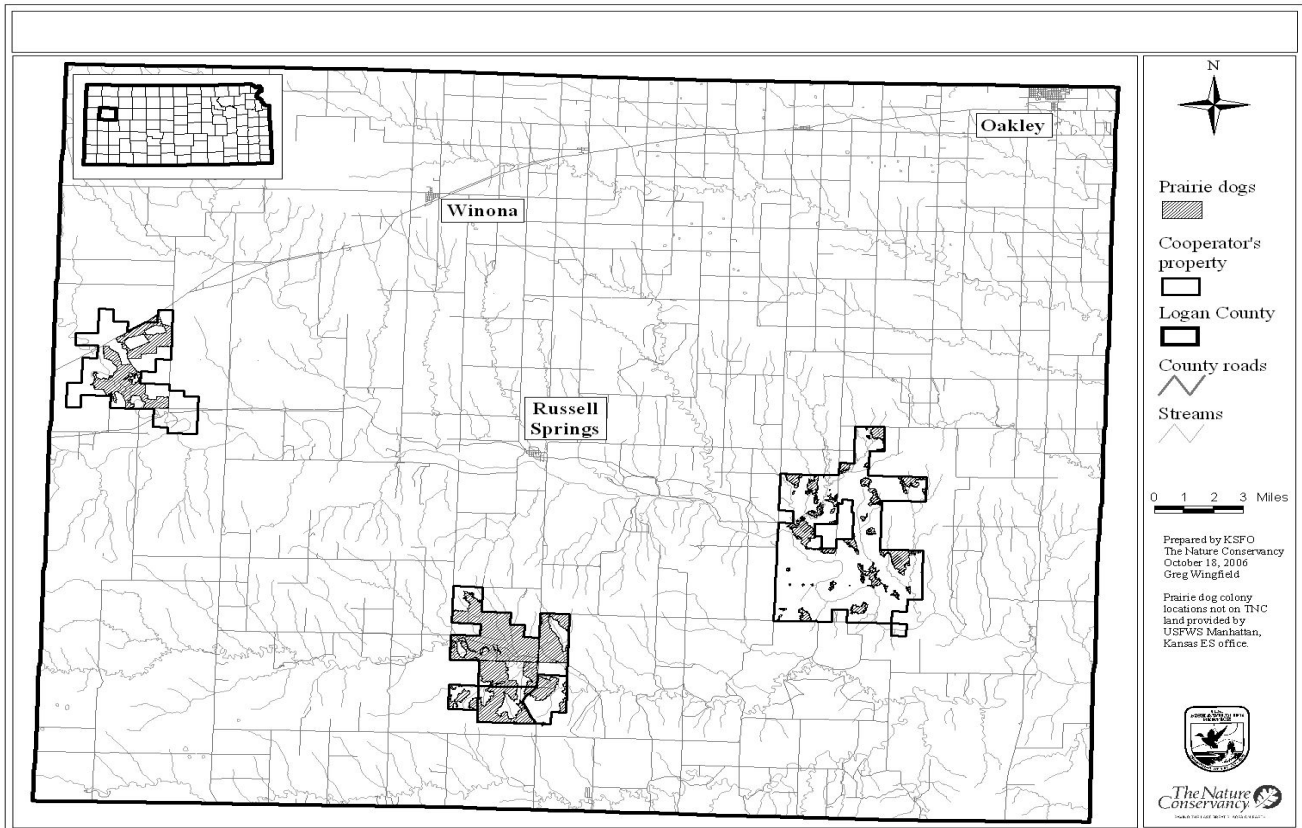 Oakley
Winona
Russell
Springs
N
Prairie dogs
Cooperator's
property
Logan County
County roads
Streams
0 1 2 3 Miles
Prepared by KSFO
The Nature Conservancy
October 18, 2006
Greg Wingfield
Prairie dog colony
locations not on TNC
land provided by
USFWS Manhattan,
Kansas ES office.
The Nature
Conservancy